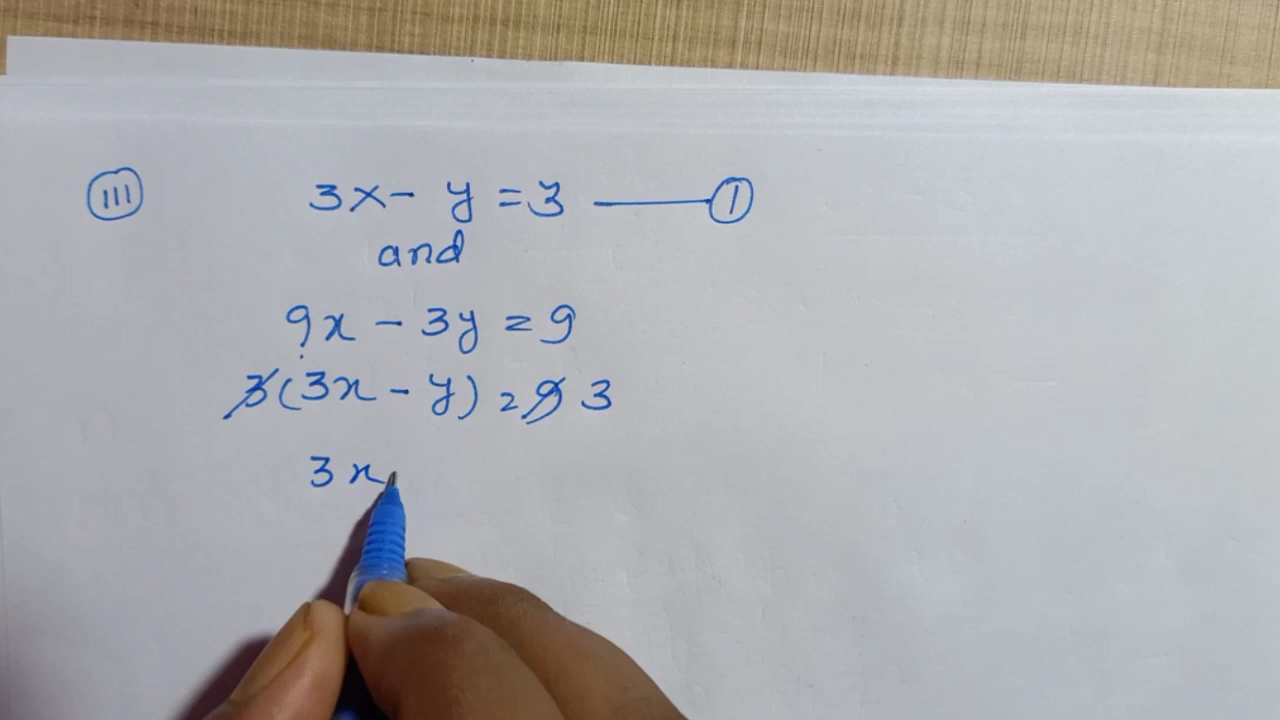 (III) 3x - y = 3 ——— (1)
and
9x - 3y = 9
3(3x - y) = 9 3
3x